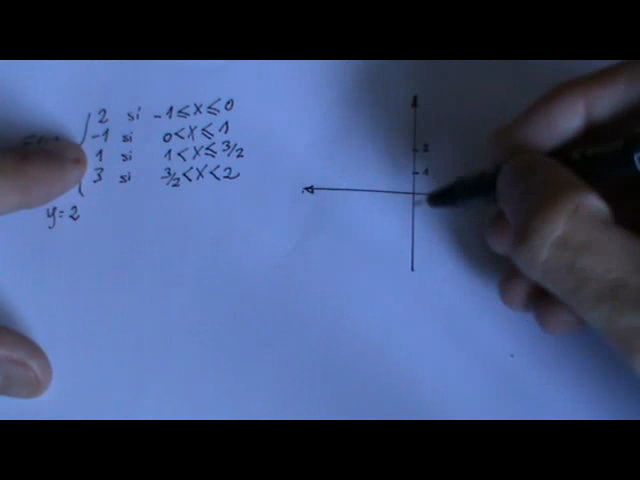 2 si -1≤x≤0
-1 si 0<x≤1
1 si 1<x≤3/2
3 si 3/2<x<2
y=2
2
1